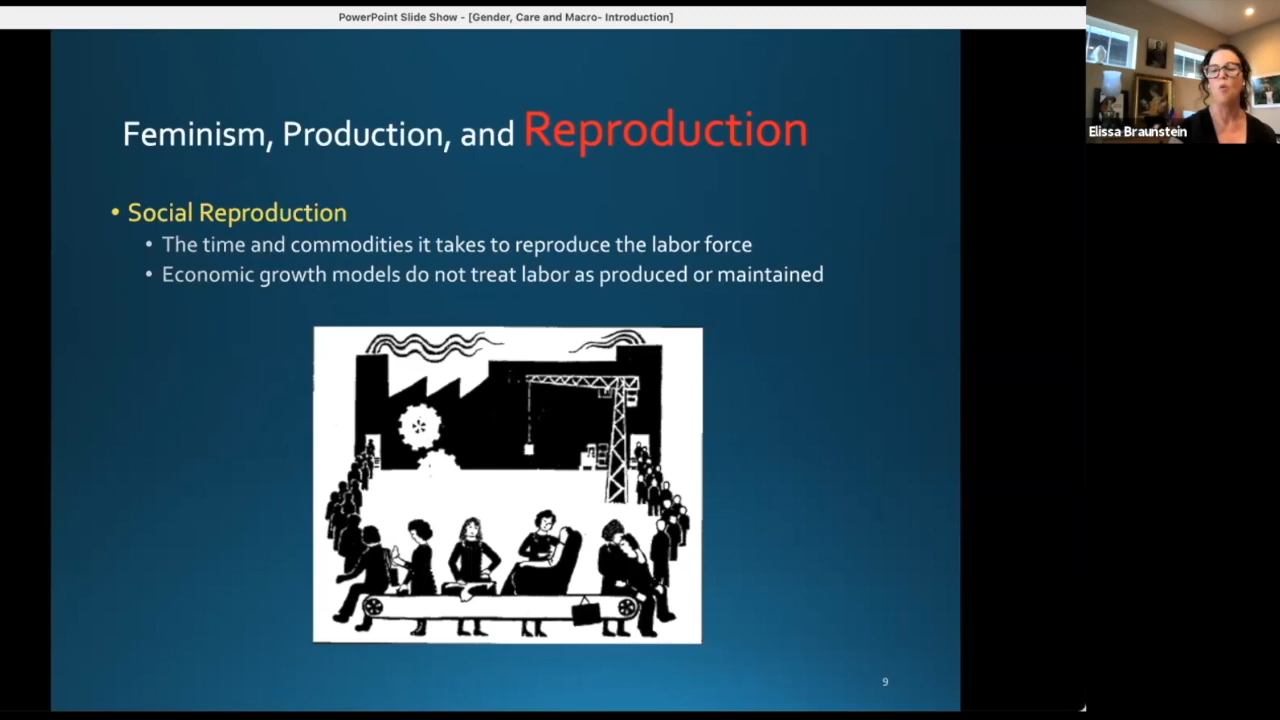 PowerPoint Slide Show - [Gender, Care and Macro- Introduction]
Feminism, Production, and Reproduction
• Social Reproduction
• The time and commodities it takes to reproduce the labor force
• Economic growth models do not treat labor as produced or maintained
9
Elissa Braunstein